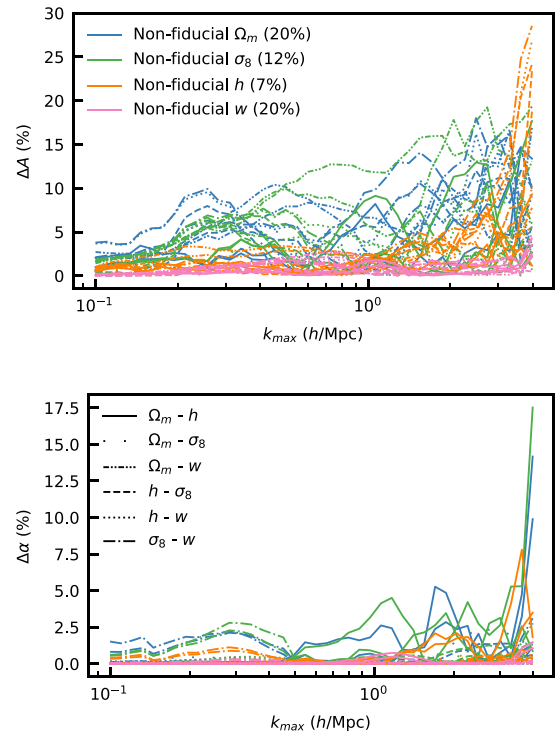 30
25
20
15
10
5
0
ΔA (%)
Non-fiducial Ωm (20%)
Non-fiducial σ8 (12%)
Non-fiducial h (7%)
Non-fiducial w (20%)
10−1
100
kmax (h/Mpc)
17.5
15.0
12.5
10.0
7.5
5.0
2.5
0.0
Δα (%)
Ωm - h
Ωm - σ8
Ωm - w
h - σ8
h - w
σ8 - w
10−1
100
kmax (h/Mpc)